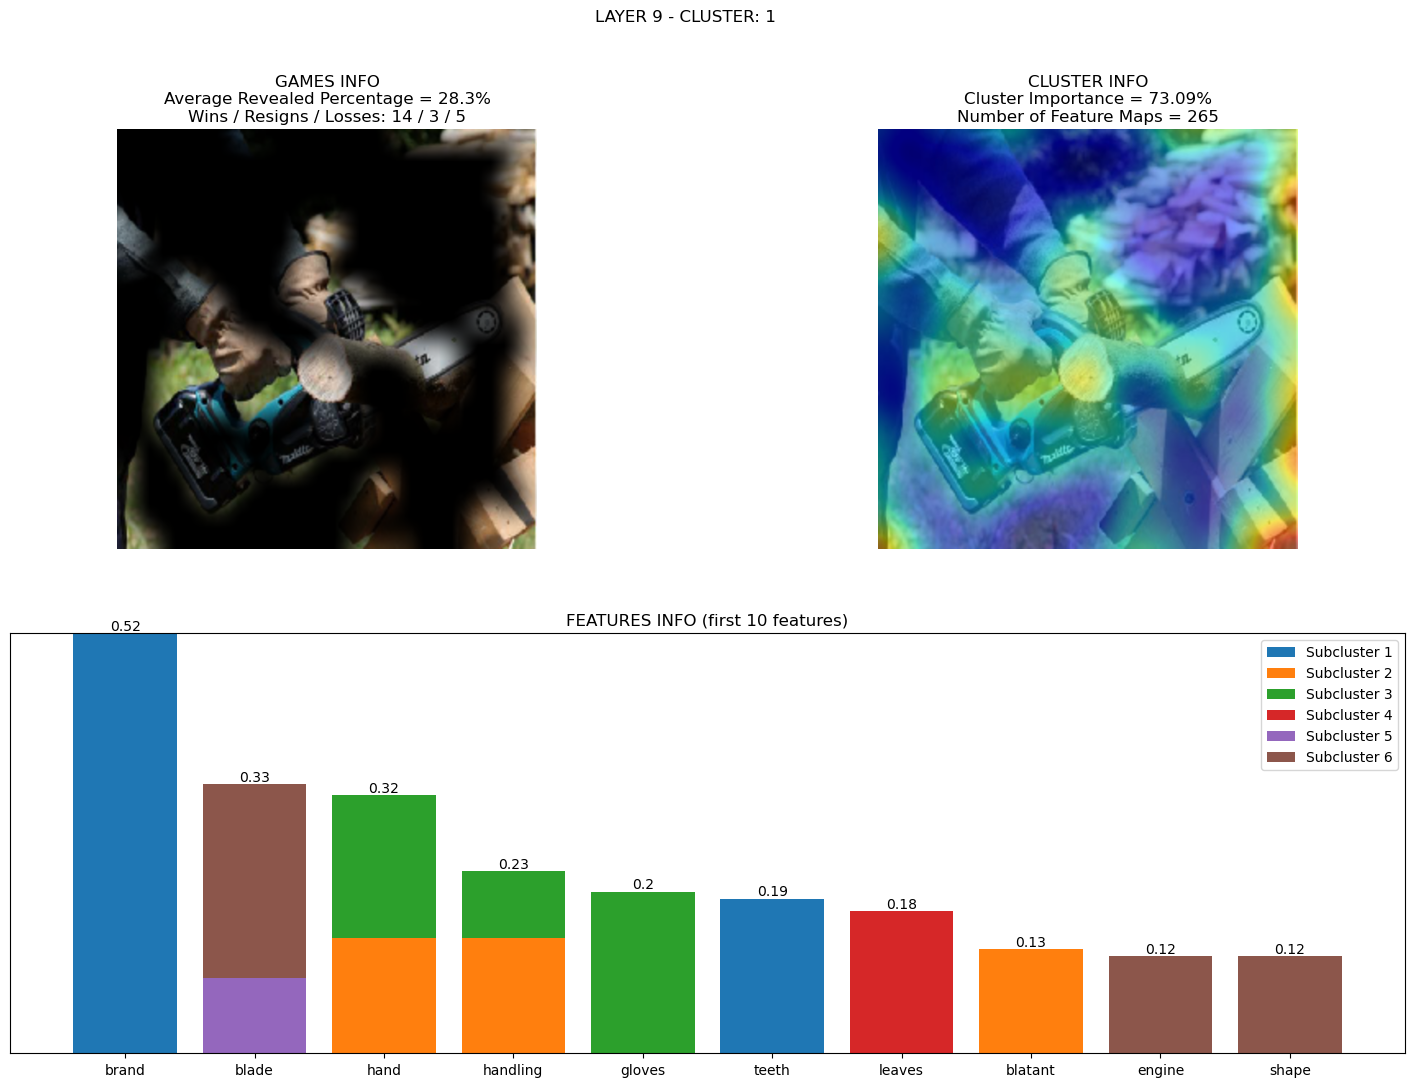 LAYER 9 - CLUSTER: 1
GAMES INFO
Average Revealed Percentage = 28.3%
Wins / Resigns / Losses: 14 / 3 / 5
CLUSTER INFO
Cluster Importance = 73.09%
Number of Feature Maps = 265
FEATURES INFO (first 10 features)
0.52
0.33
0.32
0.23
0.2
0.19
0.18
0.13
0.12
0.12
Subcluster 1
Subcluster 2
Subcluster 3
Subcluster 4
Subcluster 5
Subcluster 6
brand
blade
hand
handling
gloves
teeth
leaves
blatant
engine
shape